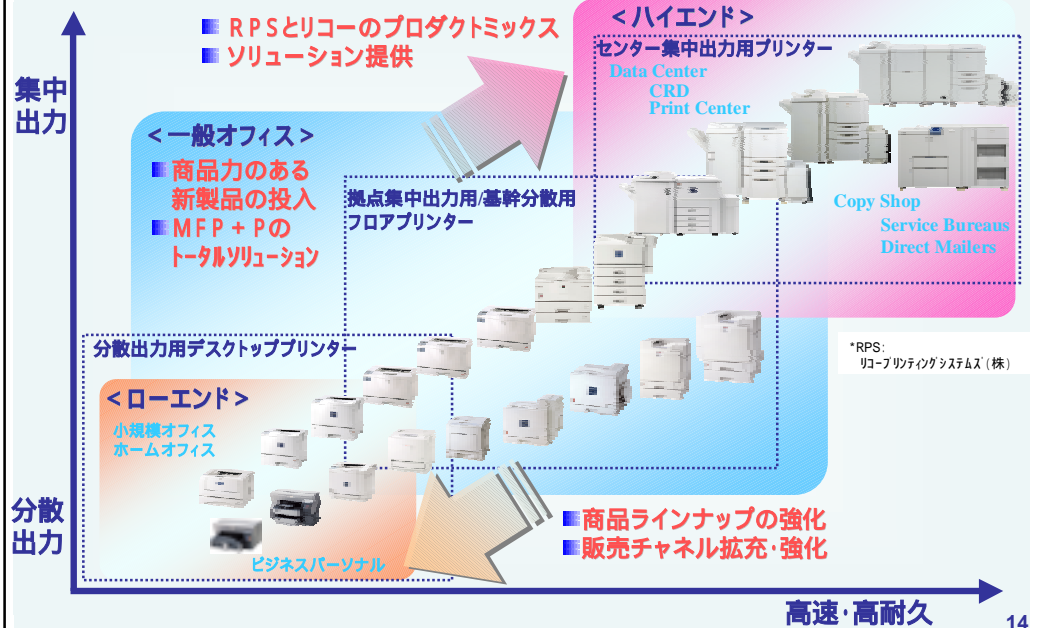 集中
出力
■ RPSとリコーのプロダクトミックス
■ ソリューション提供
<ハイエンド>
センター集中出力用プリンター
Data Center
CRD
Print Center
Copy Shop
Service Bureaus
Direct Mailers
<一般オフィス>
■ 商品力のある
新製品の投入
■ MFP+Pの
トータルソリューション
拠点集中出力用/基幹分散用
フロアプリンター
分散出力用デスクトッププリンター
<ローエンド>
小規模オフィス
ホームオフィス
ビジネスパーソナル
*RPS:
リコープリンティングシステムズ(株)
■商品ラインナップの強化
■販売チャネル拡充・強化
分散
出力
高速・高耐久
14